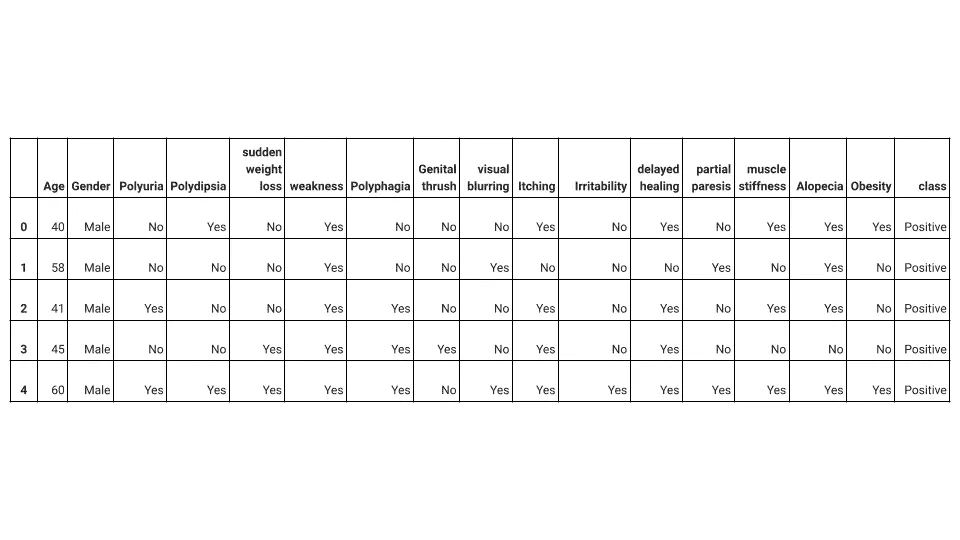 Age Gender Polyuria Polydipsia sudden weight loss weakness Polyphagia Genital thrush visual blurring Itching Irritability delayed healing partial paresis muscle stiffness Alopecia Obesity class
0 40 Male No Yes No Yes No No No Yes No Yes No Yes Yes Yes Positive
1 58 Male No No No Yes No No Yes No No No Yes No Yes No Positive
2 41 Male Yes No No Yes Yes No No Yes No Yes No Yes Yes No Positive
3 45 Male No No Yes Yes Yes Yes No Yes No Yes No No No No Positive
4 60 Male Yes Yes Yes Yes Yes No Yes Yes Yes Yes Yes Yes Yes Yes Positive